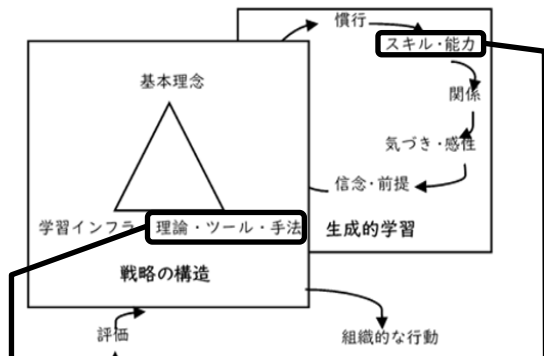 慣行
スキル・能力
関係
気づき・感性
信念・前提
生成的学習
基本理念
学習インフラ
理論・ツール・手法
戦略の構造
評価
組織的な行動